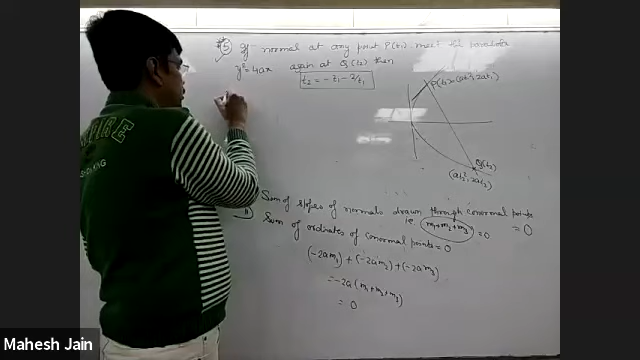 ⑤ If normal at any point P(t₁) meet the parabola
y² = 4ax again at Q(t₂) then
t₂ = -t₁ - 2/t₁
P(t₁) = (at₁², 2at₁)
Q(t₂)
(at₂², 2at₂)
Sum of slopes of normals drawn through conormal points
ie m₁+m₂+m₃ = 0 = 0
II) Sum of ordinates of conormal points = 0
(-2am₁) + (-2am₂) + (-2am₃)
= -2a (m₁ + m₂ + m₃)
= 0
Mahesh Jain